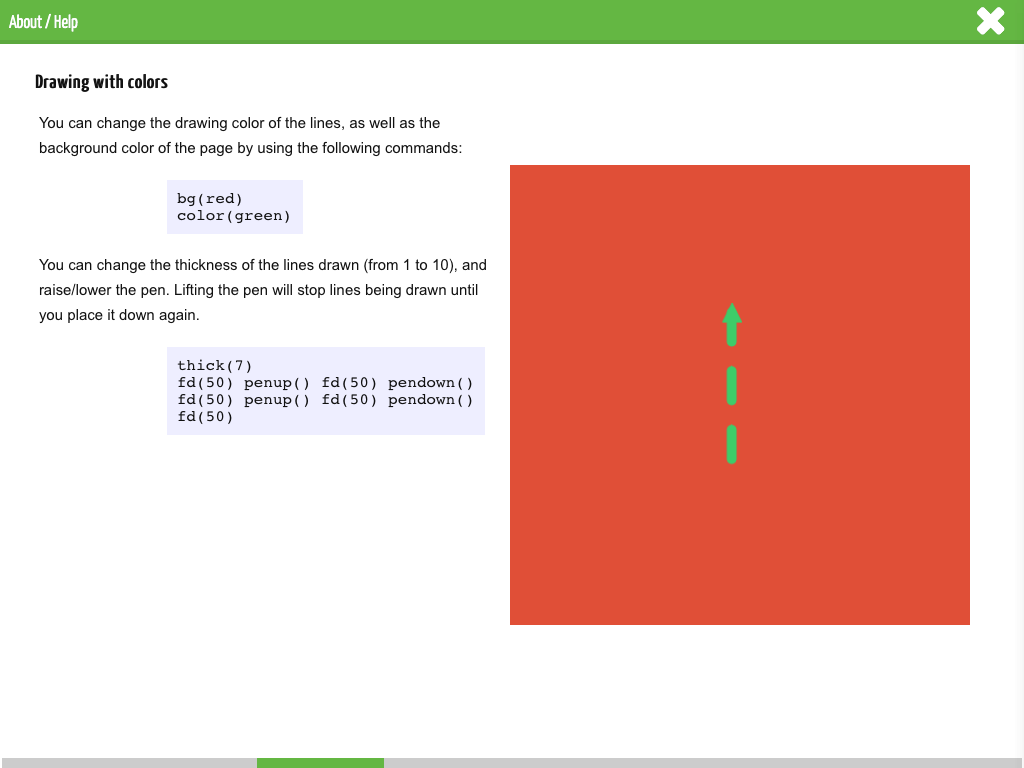 About / Help
Drawing with colors
You can change the drawing color of the lines, as well as the
background color of the page by using the following commands:
bg(red)
color(green)
You can change the thickness of the lines drawn (from 1 to 10), and
raise/lower the pen. Lifting the pen will stop lines being drawn until
you place it down again.
thick(7)
fd(50) penup() fd(50) pendown()
fd(50) penup() fd(50) pendown()
fd(50)